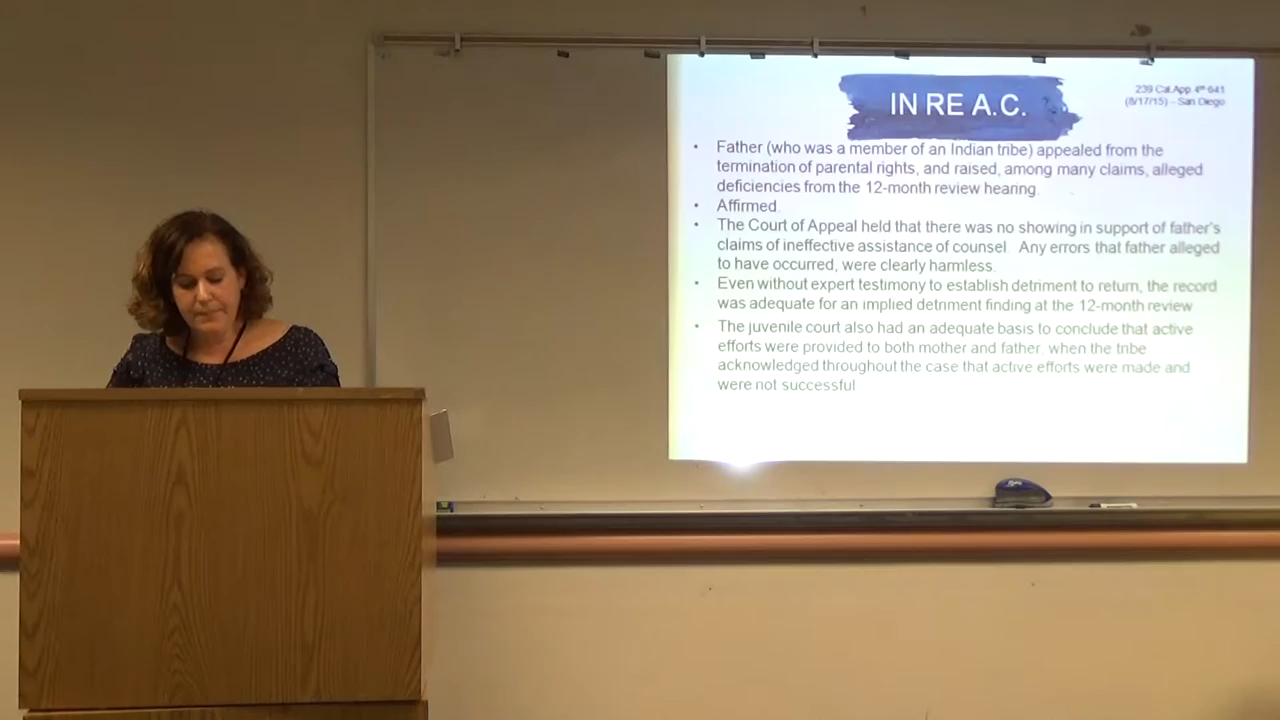 IN RE A.C.
239 Cal.App.4th 641
(8/17/15) – San Diego
• Father (who was a member of an Indian tribe) appealed from the
termination of parental rights, and raised, among many claims, alleged
deficiencies from the 12-month review hearing.
• Affirmed.
• The Court of Appeal held that there was no showing in support of father's
claims of ineffective assistance of counsel. Any errors that father alleged
to have occurred, were clearly harmless.
• Even without expert testimony to establish detriment to return, the record
was adequate for an implied detriment finding at the 12-month review
• The juvenile court also had an adequate basis to conclude that active
efforts were provided to both mother and father, when the tribe
acknowledged throughout the case that active efforts were made and
were not successful